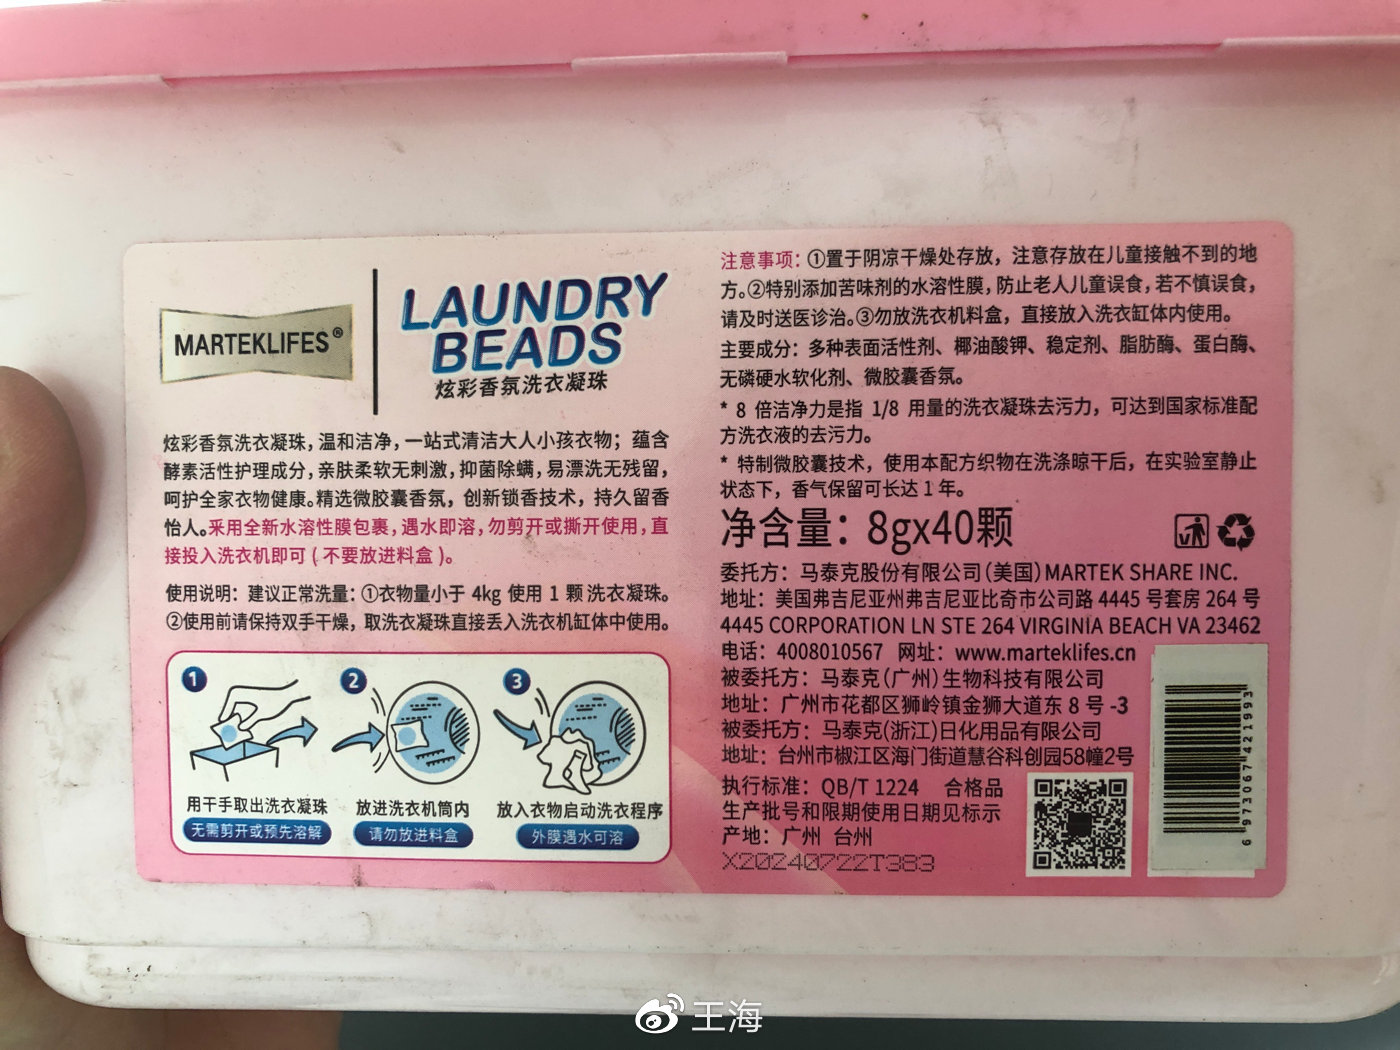 MARTEKLIFES®
LAUNDRY
BEADS
炫彩香氛洗衣凝珠
炫彩香氛洗衣凝珠，温和洁净，一站式清洁大人小孩衣物；蕴含
酵素活性护理成分，亲肤柔软无刺激，抑菌除螨，易漂洗无残留，
呵护全家衣物健康。精选微胶囊香氛，创新锁香技术，持久留香
怡人。采用全新水溶性膜包裹，遇水即溶，勿剪开或撕开使用，直
接投入洗衣机即可（不要放进料盒）。
使用说明：建议正常洗量：①衣物量小于 4kg 使用 1 颗 洗衣凝珠。
②使用前请保持双手干燥，取洗衣凝珠直接丢入洗衣机缸体中使用。
1
用干手取出洗衣凝珠
无需剪开或预先溶解
2
放进洗衣机筒内
请勿放进料盒
3
放入衣物启动洗衣程序
外膜遇水可溶
注意事项：①置于阴凉干燥处存放，注意存放在儿童接触不到的地
方。②特别添加苦味剂的水溶性膜，防止老人儿童误食，若不慎误食，
请及时送医诊治。③勿放洗衣机料盒，直接放入洗衣缸体内使用。
主要成分：多种表面活性剂、椰油酸钾、稳定剂、脂肪酶、蛋白酶、
无磷硬水软化剂、微胶囊香氛。
* 8 倍洁净力是指 1/8 用量的洗衣凝珠去污力，可达到国家标准配
方洗衣液的去污力。
* 特制微胶囊技术，使用本配方织物在洗涤晾干后，在实验室静止
状态下，香气保留可长达 1 年。
净含量：8gx40颗
委托方：马泰克股份有限公司（美国）MARTEK SHARE INC.
地址：美国弗吉尼亚州弗吉尼亚比奇市公司路 4445 号套房 264 号
4445 CORPORATION LN STE 264 VIRGINIA BEACH VA 23462
电话：4008010567 网址：www.marteklifes.cn
被委托方：马泰克（广州）生物科技有限公司
地址：广州市花都区狮岭镇金狮大道东 8 号 -3
被委托方：马泰克（浙江）日化用品有限公司
地址：台州市椒江区海门街道慧谷科创园58幢2号
执行标准：QB/T 1224 合格品
生产批号和限期使用日期见标示
产地：广州 台州
X20240722T383
6 973067 421993
王海